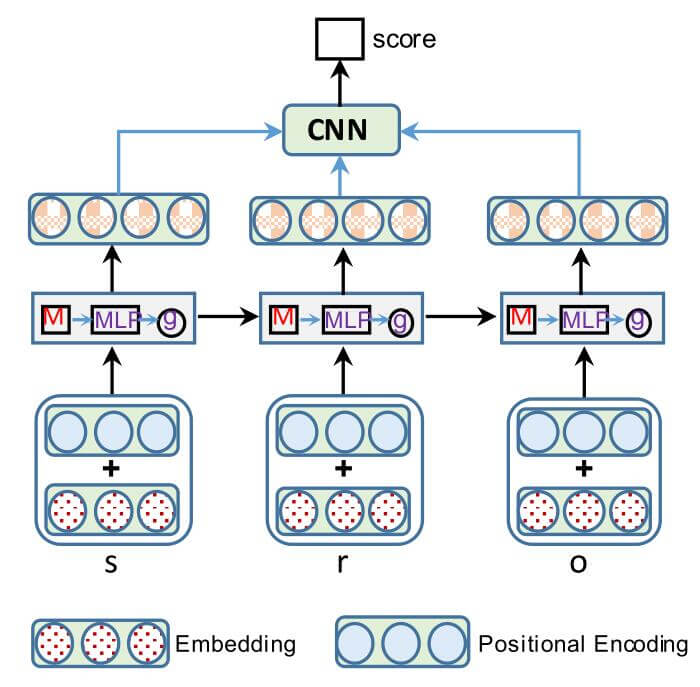 score
CNN
M MLP g M MLP g M MLP g
+ + +
s r o
Embedding Positional Encoding